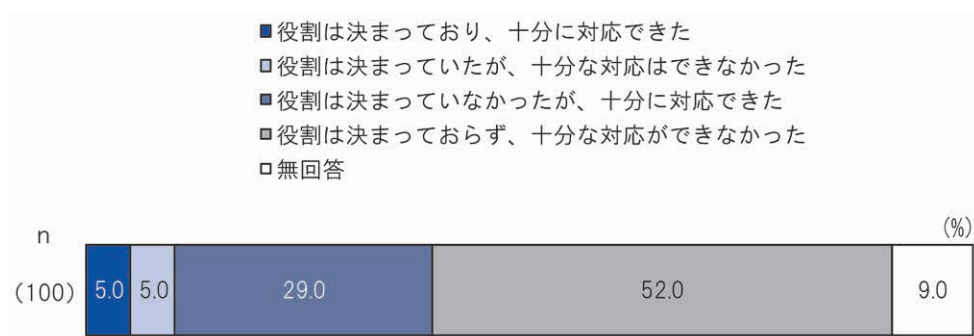 ■役割は決まっており、十分に対応できた
■役割は決まっていたが、十分な対応はできなかった
■役割は決まっていなかったが、十分に対応できた
■役割は決まっておらず、十分な対応ができなかった
□無回答
n (%)
(100) 5.0 5.0 29.0 52.0 9.0